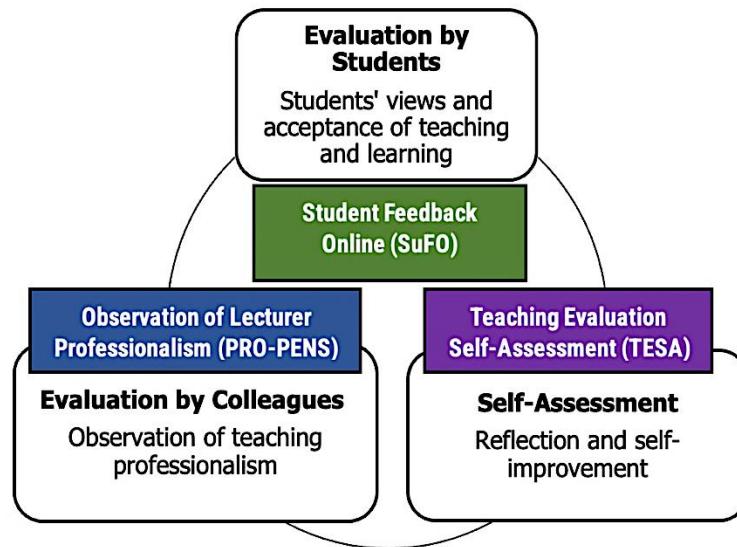 Evaluation by
Students
Students' views and
acceptance of teaching
and learning
Student Feedback
Online (SuFO)
Observation of Lecturer
Professionalism (PRO-PENS)
Evaluation by Colleagues
Observation of teaching
professionalism
Teaching Evaluation
Self-Assessment (TESA)
Self-Assessment
Reflection and self-
improvement